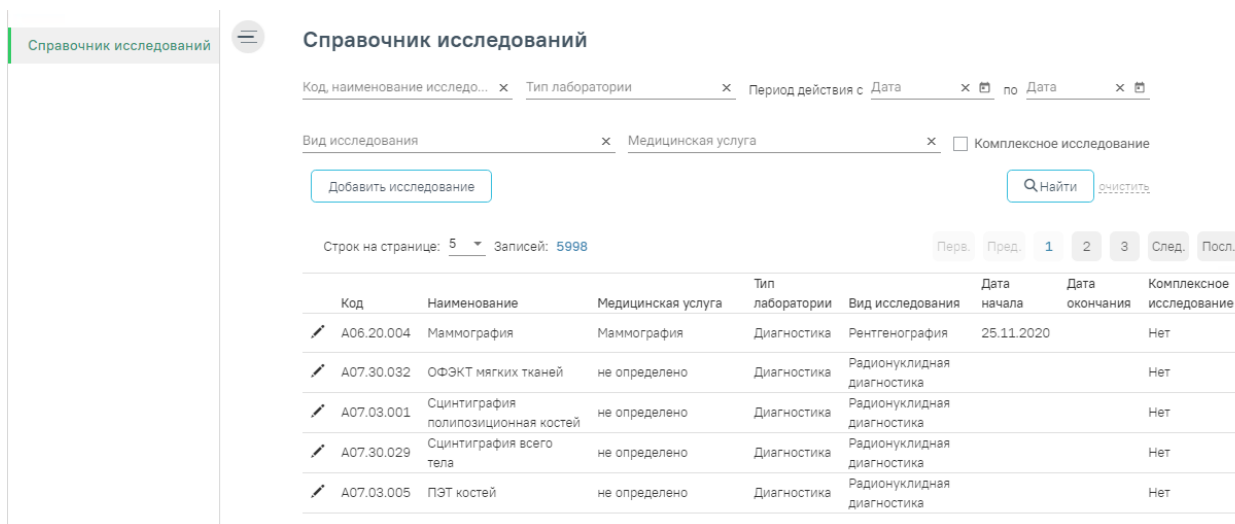 Справочник исследований
Справочник исследований
Код, наименование исследо... Тип лаборатории Период действия с Дата по Дата
Вид исследования Медицинская услуга Комплексное исследование
Добавить исследование Найти очистить
Строк на странице: 5 Записей: 5998 Перв. Пред. 1 2 3 След. Посл.
Тип Дата Дата Комплексное
Код Наименование Медицинская услуга лаборатории Вид исследования начала окончания исследование
A06.20.004 Маммография Маммография Диагностика Рентгенография 25.11.2020 Нет
Радионуклидная
A07.30.032 ОФЭКТ мягких тканей не определено Диагностика Нет
диагностика
Сцинтиграфия Радионуклидная
A07.03.001 не определено Диагностика Нет
полипозиционная костей диагностика
Сцинтиграфия всего Радионуклидная
A07.30.029 не определено Диагностика Нет
тела диагностика
Радионуклидная
A07.03.005 ПЭТ костей не определено Диагностика Нет
диагностика